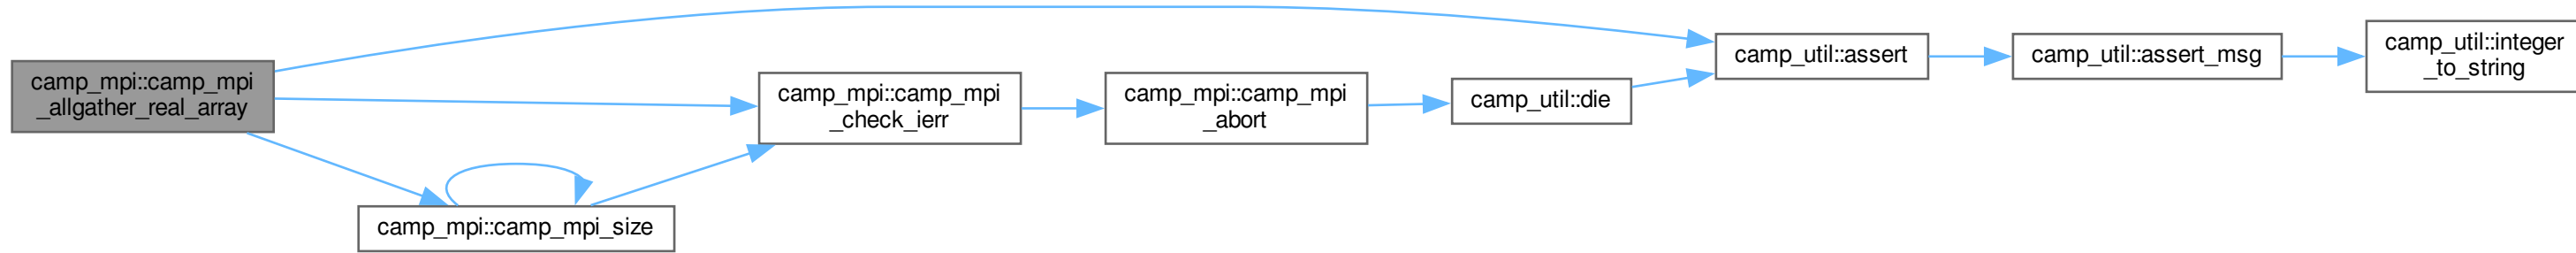 camp_mpi::camp_mpi
_allgather_real_array
camp_mpi::camp_mpi_size
camp_mpi::camp_mpi
_check_ierr
camp_mpi::camp_mpi
_abort
camp_util::die
camp_util::assert
camp_util::assert_msg
camp_util::integer
_to_string